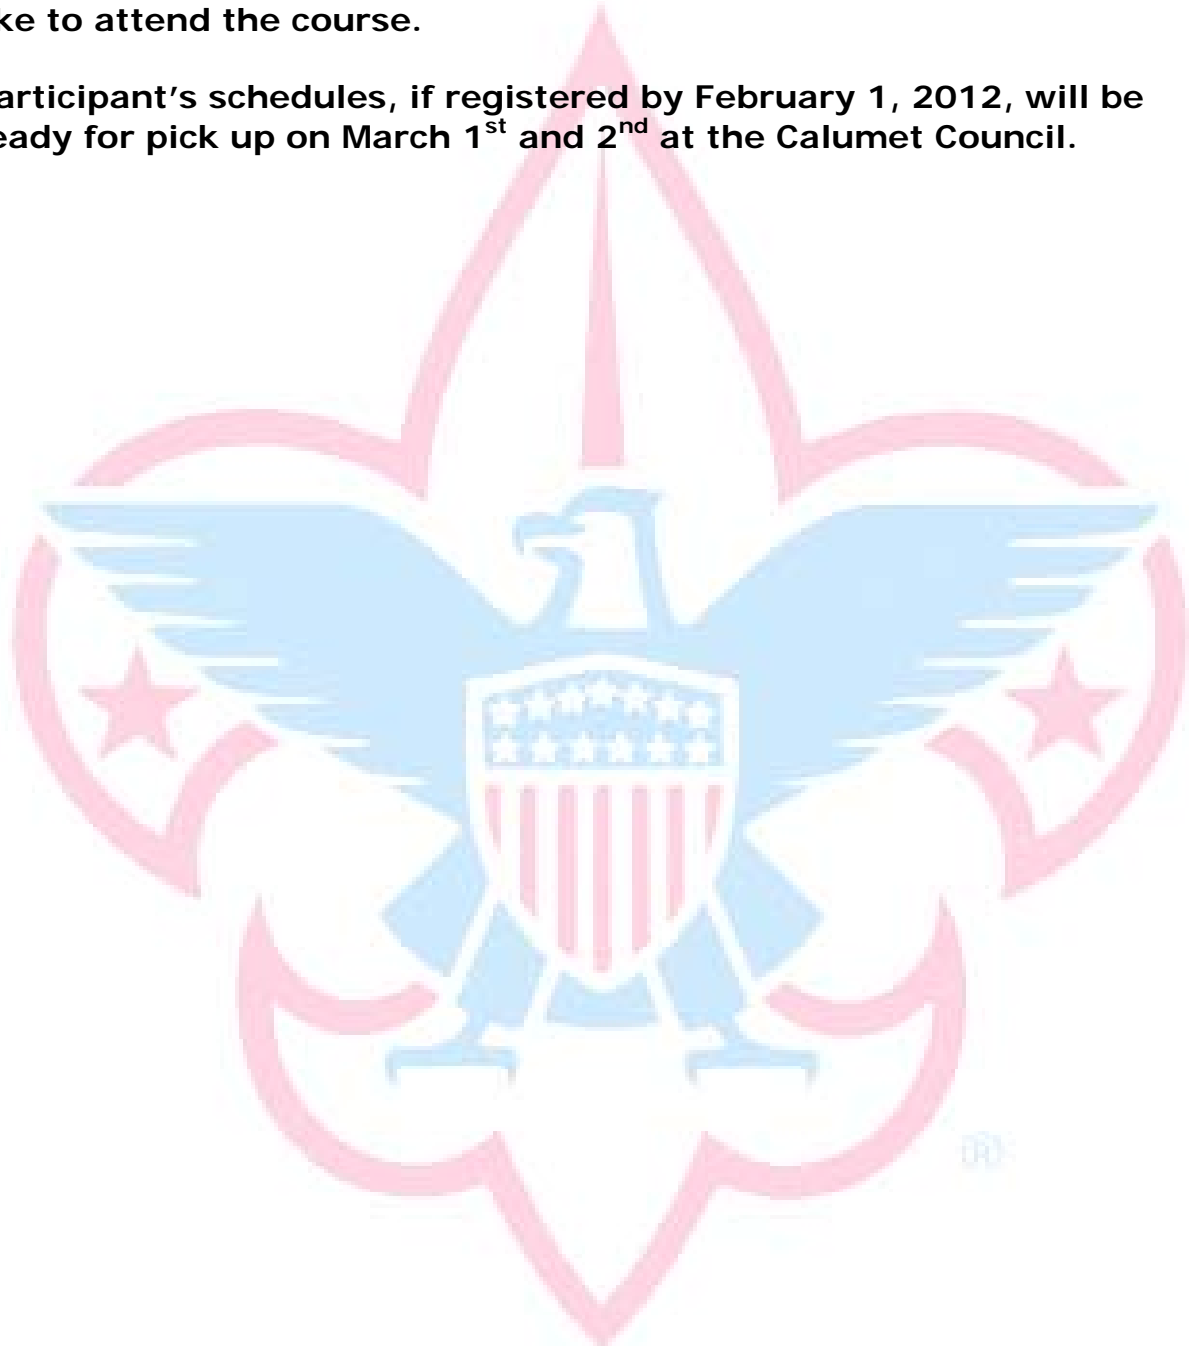 ke to attend the course.
articipant's schedules, if registered by February 1, 2012, will be
eady for pick up on March 1st and 2nd at the Calumet Council.
®